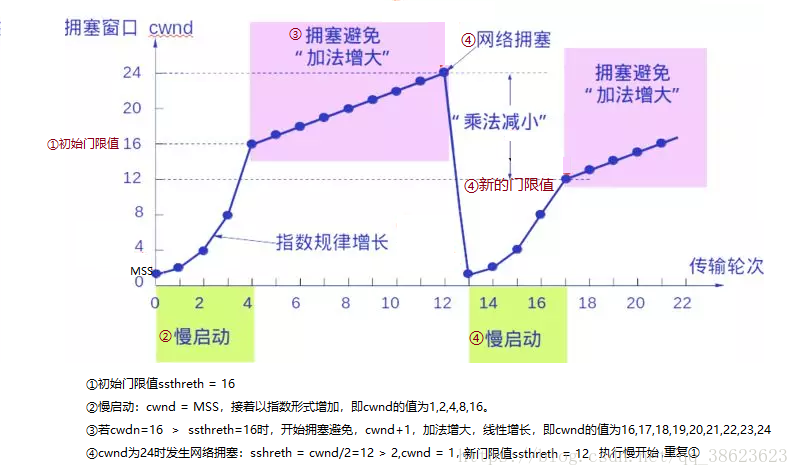 拥塞窗口 cwnd
③拥塞避免
“加法增大”
④网络拥塞
拥塞避免
“加法增大”
“乘法减小”
①初始门限值
④新的门限值
指数规律增长
24
20
16
12
8
4
MSS
0
传输轮次
0 2 4 6 8 10 12 14 16 18 20 22
②慢启动
④慢启动
①初始门限值ssthreth = 16
②慢启动：cwnd = MSS，接着以指数形式增加，即cwnd的值为1,2,4,8,16。
③若cwdn=16 > ssthreth=16时，开始拥塞避免，cwnd+1，加法增大，线性增长，即cwnd的值为16,17,18,19,20,21,22,23,24
④cwnd为24时发生网络拥塞：sshreth = cwnd/2=12 > 2,cwnd = 1, 新门限值ssthreth = 12 执行慢开始,重复①